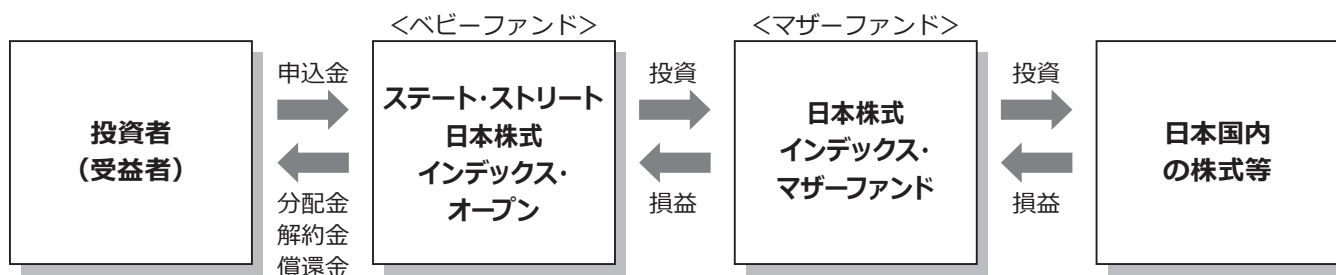 <ベビーファンド>
<マザーファンド>
投資者
(受益者)
申込金
分配金
解約金
償還金
ステート・ストリート
日本株式
インデックス・
オープン
投資
損益
日本株式
インデックス・
マザーファンド
投資
損益
日本国内
の株式等